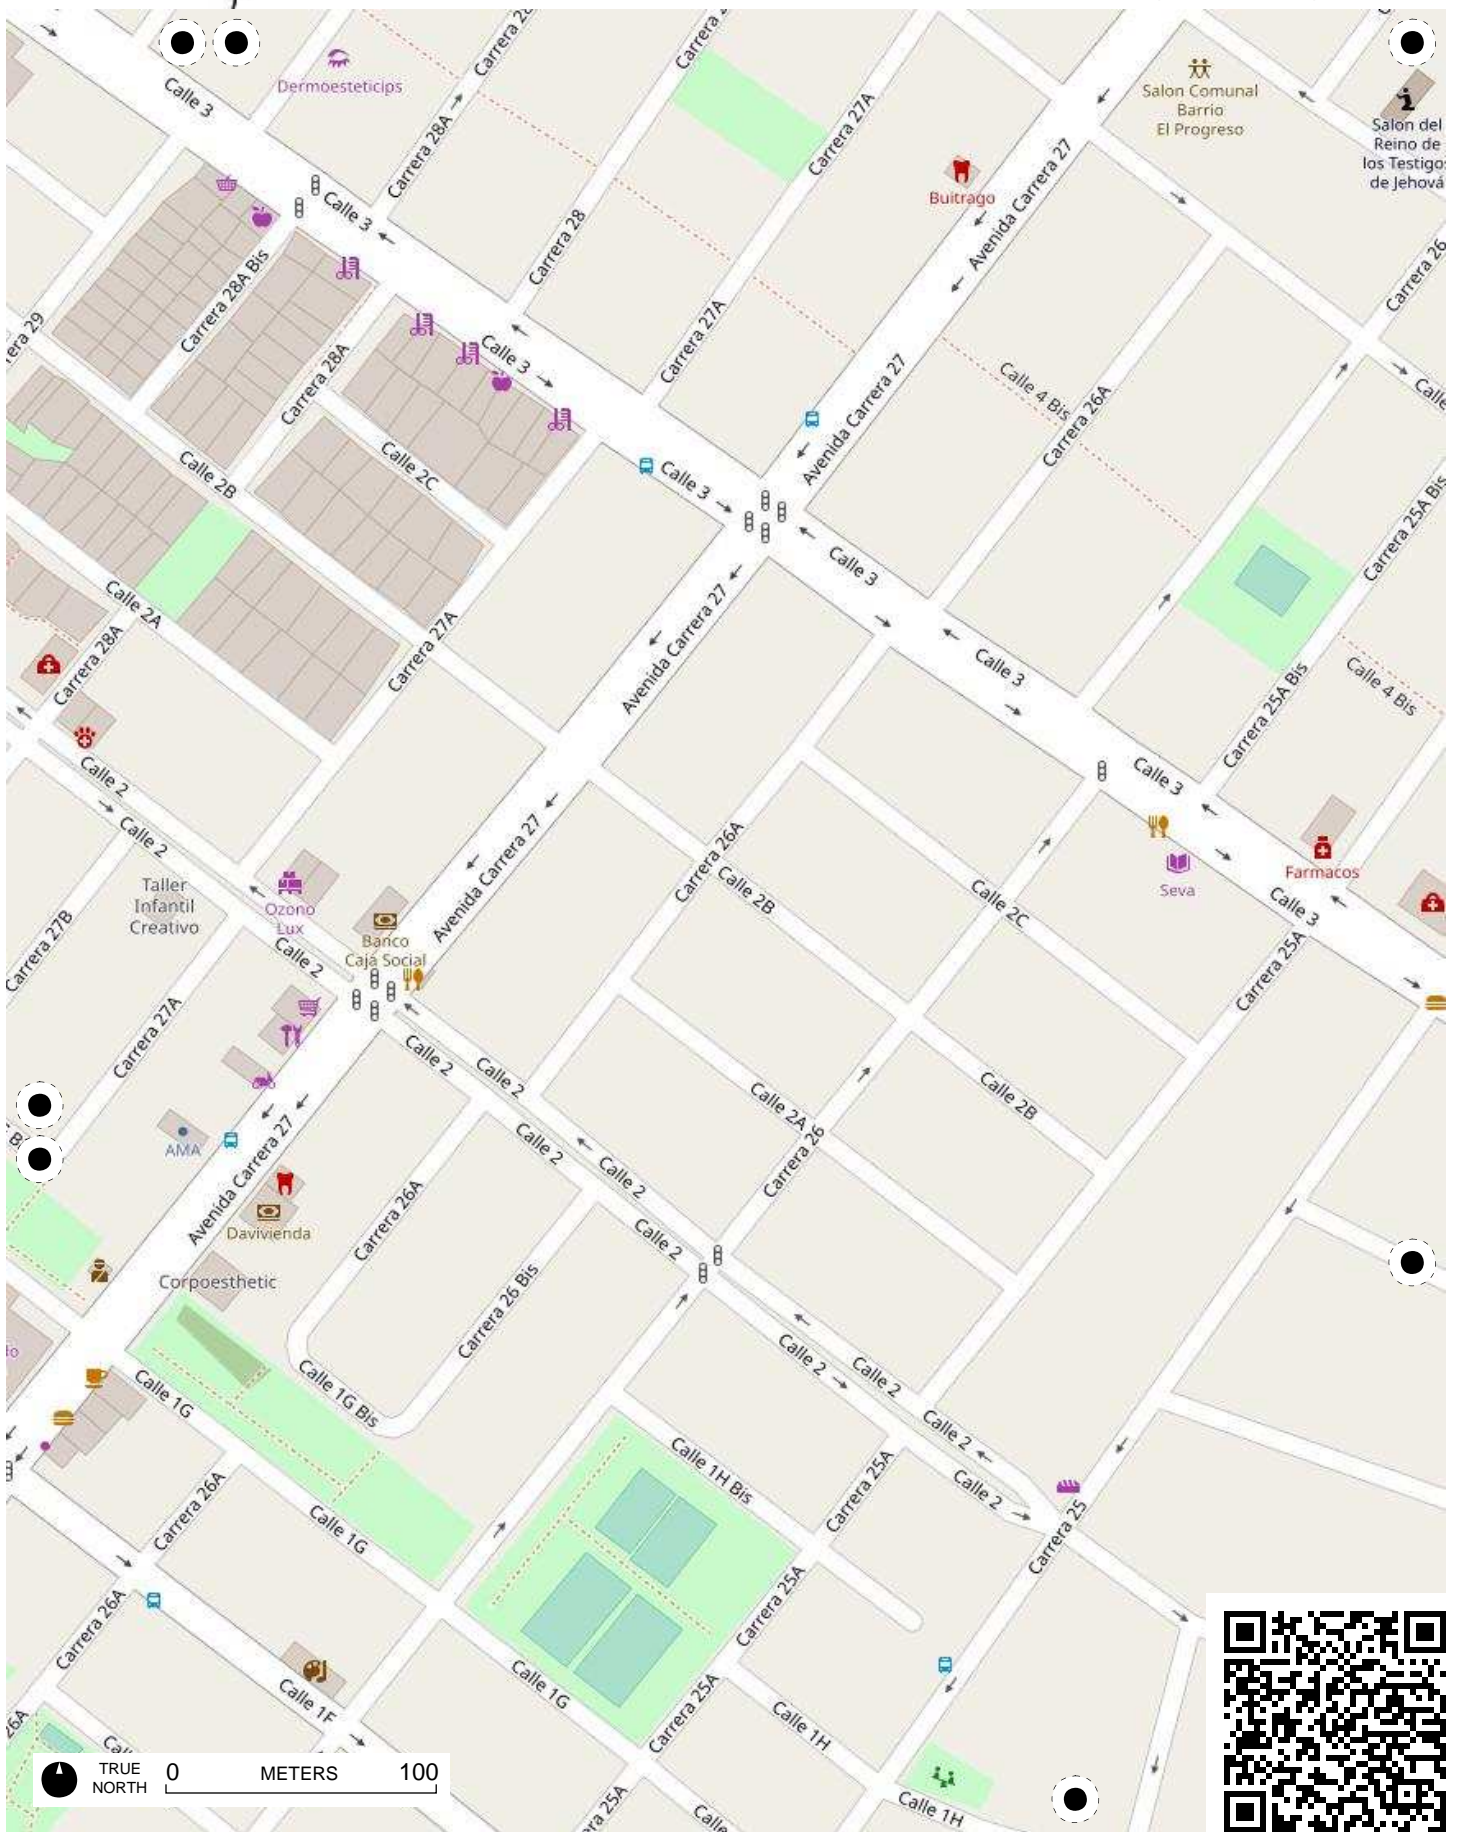 Calle 3
Dermoesteticips
Carrera 28A
Carrera 28A
Carrera 27A
Salon Comunal
Barrio
El Progreso
Salon del
Reino de
los Testigos
de Jehová
Buitrago
Avenida Carrera 27
Calle 3
Carrera 28
Carrera 26
Carrera 28A Bis
Carrera 27A
Carrera 28A
Calle 3
Calle 4 Bis
Carrera 26A
Avenida Carrera 27
Calle 2B
Calle 2C
Calle 3
Carrera 25A Bis
Calle 3
Calle 2A
Carrera 28A
Carrera 27A
Avenida Carrera 27
Calle 3
Calle 4 Bis
Carrera 25A Bis
Calle 2
Calle 3
Calle 2
Avenida Carrera 27
Carrera 26A
Farmacos
Seva
Taller
Infantil
Creativo
Ozono
Lux
Calle 2B
Calle 2C
Calle 3
Carrera 27B
Calle 2
Banco
Caja Social
Carrera 25A
Carrera 27A
Calle 2
Calle 2
Calle 2A
Calle 2B
AMA
Calle 2
Calle 2
Carrera 26
Avenida Carrera 27
Carrera 26A
Davivienda
Calle 2
Corpoesthetic
Carrera 26 Bis
Calle 1G
Calle 1G Bis
Calle 2
Calle 2
Calle 2
Carrera 26A
Calle 1G
Calle 1H Bis
Carrera 25A
Calle 2
Carrera 25
Carrera 26A
Carrera 25A
Calle 1F
Calle 1G
Carrera 25A
Calle 1H
Calle 1H
TRUE
NORTH
0 METERS 100